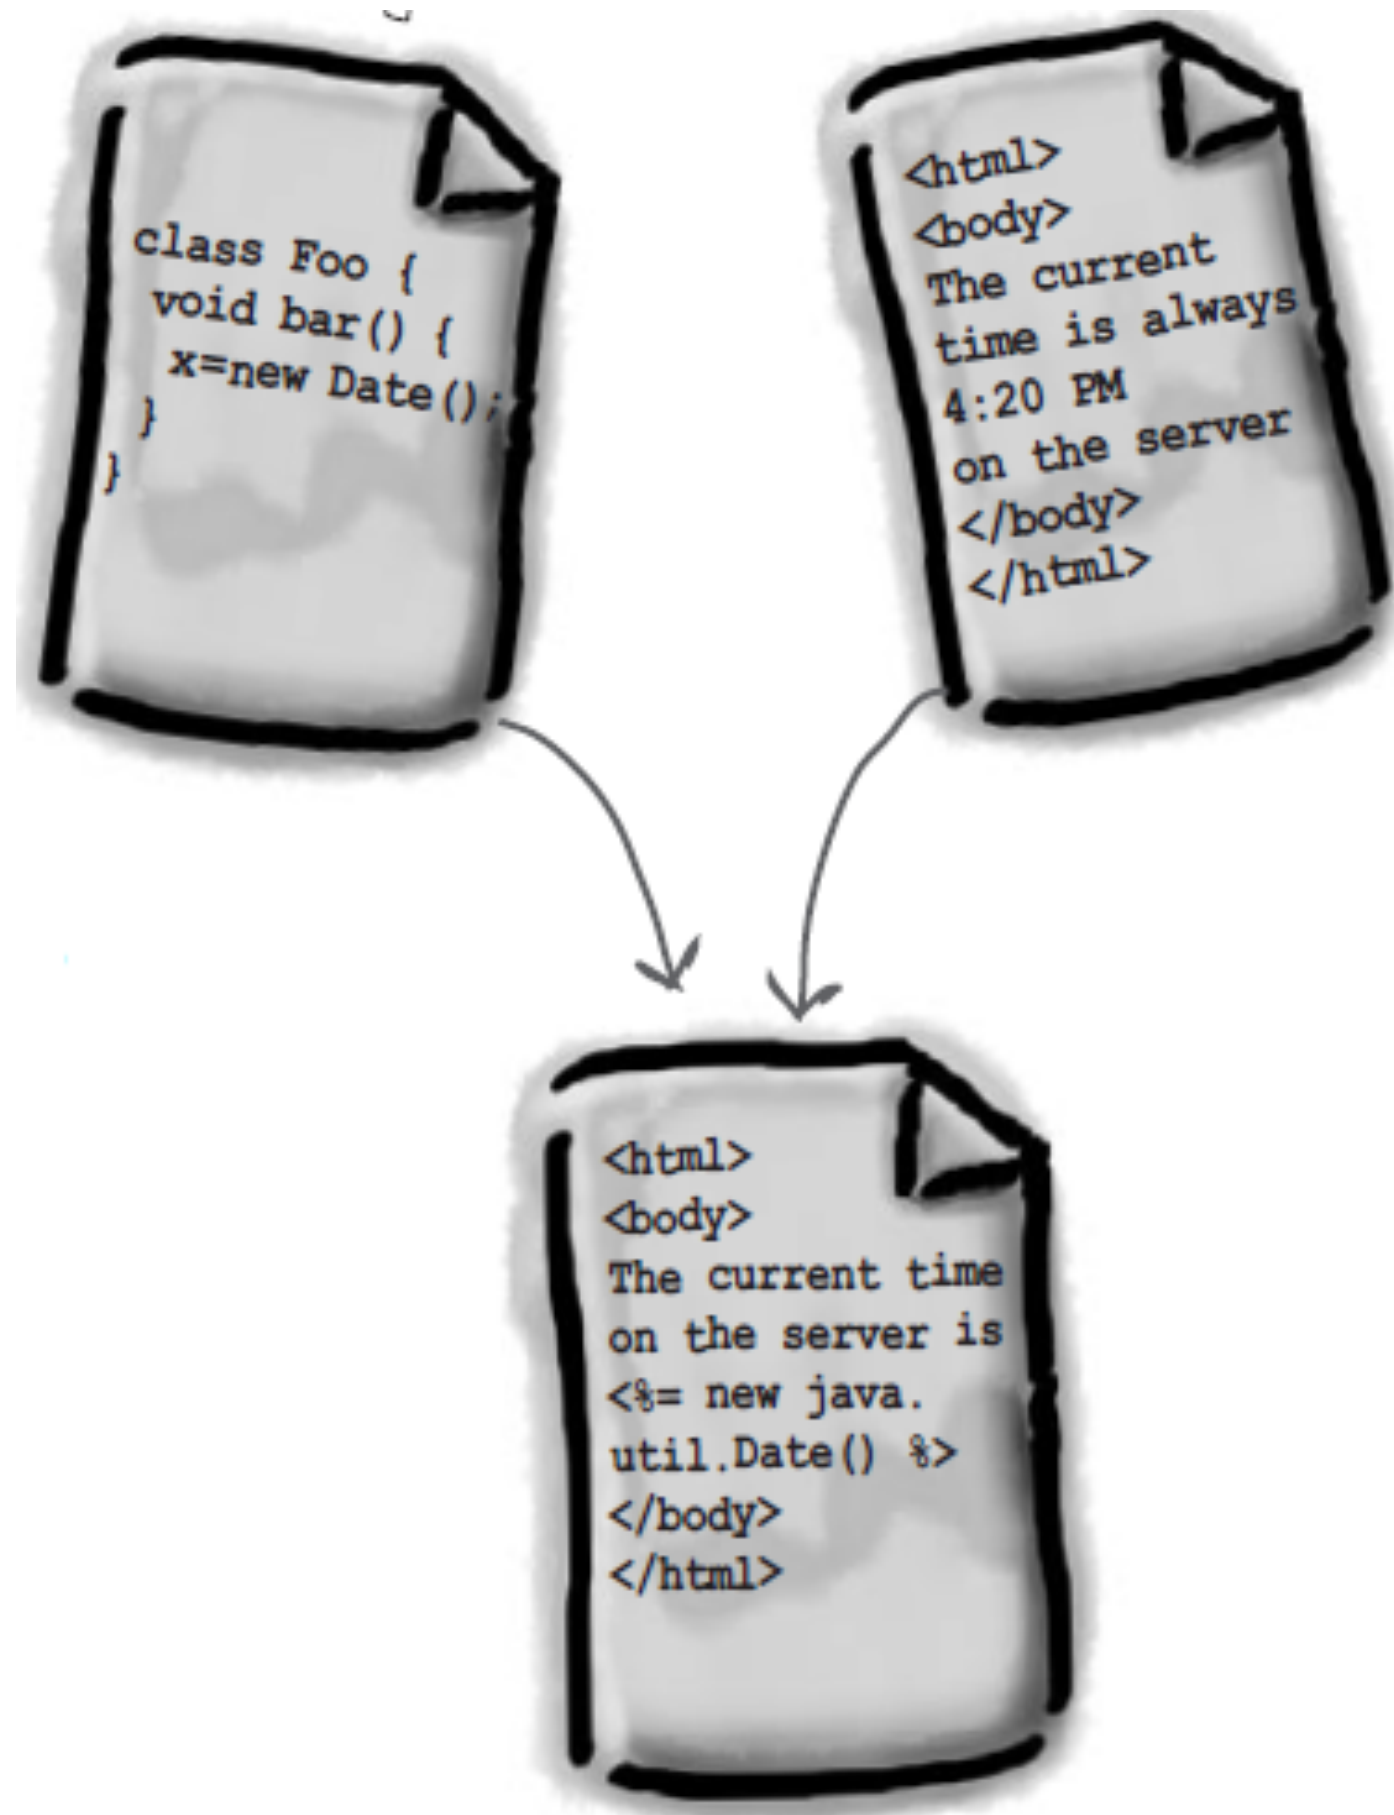 class Foo {
void bar() {
x=new Date();
}
}
<html>
<body>
The current
time is always
4:20 PM
on the server
</body>
</html>
<html>
<body>
The current time
on the server is
<%= new java.
util.Date() %>
</body>
</html>